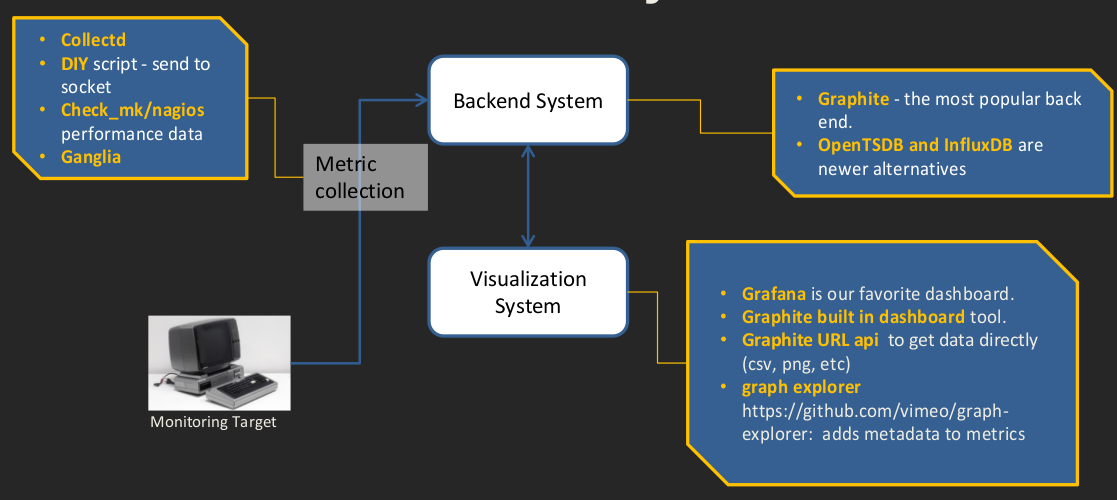 • Collectd
• DIY script - send to
socket
• Check_mk/nagios
performance data
• Ganglia
Backend System
• Graphite - the most popular back
end.
• OpenTSDB and InfluxDB are
newer alternatives
Metric
collection
Visualization
System
• Grafana is our favorite dashboard.
• Graphite built in dashboard tool.
• Graphite URL api to get data directly
(csv, png, etc)
• graph explorer
https://github.com/vimeo/graph-
explorer: adds metadata to metrics
Monitoring Target